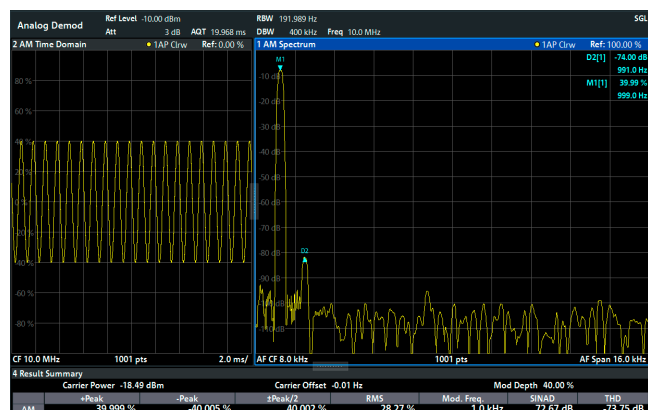 Analog Demod
Ref Level -10.00 dBm
RBW 191.989 Hz
SGL
Att 3 dB AQT 19.968 ms
DBW 400 kHz Freq 10.0 MHz
2 AM Time Domain
1AP Clrw Ref: 0.00 %
1 AM Spectrum
1AP Clrw Ref: 100.00 %
M1
D2[1] -74.00 dB
991.0 Hz
M1[1] 39.99 %
999.0 Hz
80 %
60 %
40 %
20 %
0 %
-20 %
-40 %
-60 %
-80 %
-10 dB
-20 dB
-30 dB
-40 dB
-50 dB
-60 dB
-70 dB
-80 dB
-90 dB
D2
CF 10.0 MHz 1001 pts 2.0 ms/
AF CF 8.0 kHz 1001 pts AF Span 16.0 kHz
4 Result Summary
Carrier Power -18.49 dBm Carrier Offset -0.01 Hz Mod Depth 40.00 %
+Peak -Peak ±Peak/2 RMS Mod. Freq. SINAD THD
AM 39.999 % -40.005 % 40.002 % 28.27 % 1.0 kHz 72.67 dB -73.75 dB